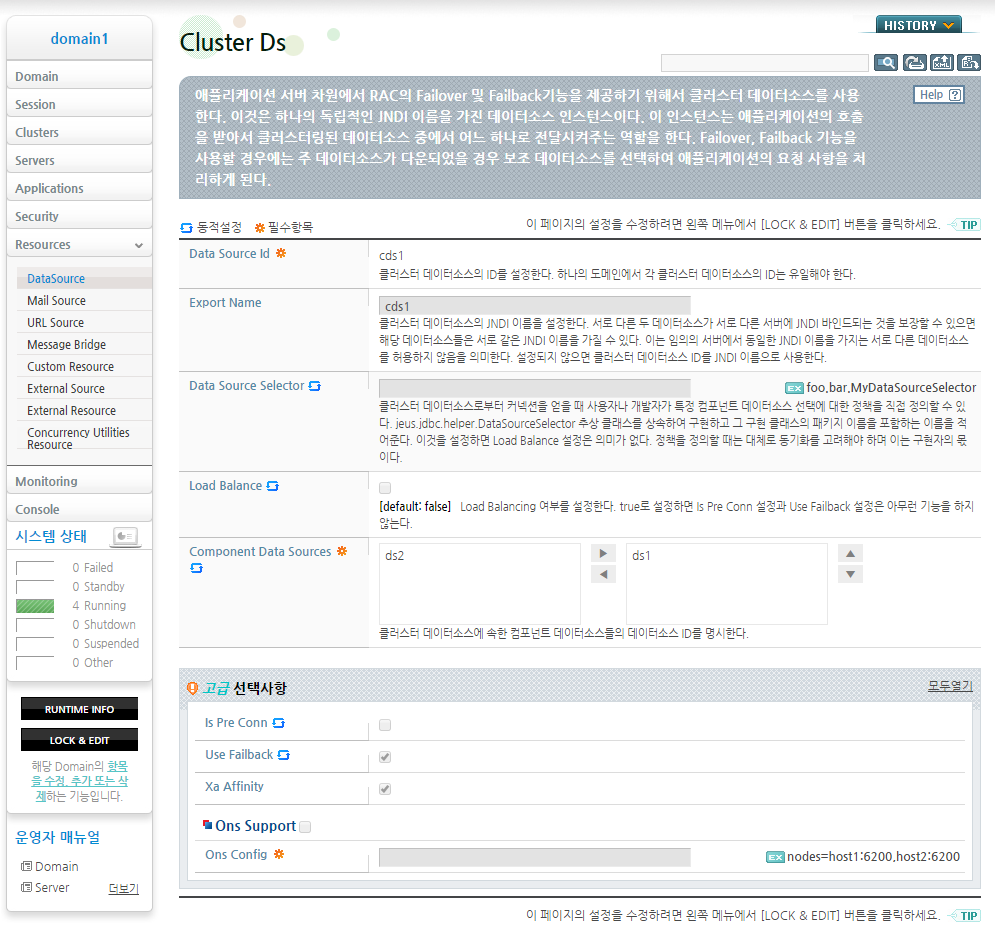 domain1
Domain
Session
Clusters
Servers
Applications
Security
Resources
DataSource
Mail Source
URL Source
Message Bridge
Custom Resource
External Source
External Resource
Concurrency Utilities
Resource
Monitoring
Console
시스템 상태
0 Failed
0 Standby
4 Running
0 Shutdown
0 Suspended
0 Other
RUNTIME INFO
LOCK & EDIT
해당 Domain의 항목
을 수정, 추가 또는 삭
제하는 기능입니다.
운영자 매뉴얼
Domain
Server 더보기
Cluster Ds
HISTORY
XML
애플리케이션 서버 차원에서 RAC의 Failover 및 Failback기능을 제공하기 위해서 클러스터 데이터소스를 사용
한다. 이것은 하나의 독립적인 JNDI 이름을 가진 데이터소스 인스턴스이다. 이 인스턴스는 애플리케이션의 호출
을 받아서 클러스터링된 데이터소스 중에서 어느 하나로 전달시켜주는 역할을 한다. Failover, Failback 기능을
사용할 경우에는 주 데이터소스가 다운되었을 경우 보조 데이터소스를 선택하여 애플리케이션의 요청 사항을 처
리하게 된다.
Help ?
동적설정 필수항목
이 페이지의 설정을 수정하려면 왼쪽 메뉴에서 [LOCK & EDIT] 버튼을 클릭하세요. TIP
Data Source Id
cds1
클러스터 데이터소스의 ID를 설정한다. 하나의 도메인에서 각 클러스터 데이터소스의 ID는 유일해야 한다.
Export Name
cds1
클러스터 데이터소스의 JNDI 이름을 설정한다. 서로 다른 두 데이터소스가 서로 다른 서버에 JNDI 바인드되는 것을 보장할 수 있으면
해당 데이터소스들은 서로 같은 JNDI 이름을 가질 수 있다. 이는 임의의 서버에서 동일한 JNDI 이름을 가지는 서로 다른 데이터소스
를 허용하지 않음을 의미한다. 설정되지 않으면 클러스터 데이터소스 ID를 JNDI 이름으로 사용한다.
Data Source Selector
EX foo.bar.MyDataSourceSelector
클러스터 데이터소스로부터 커넥션을 얻을 때 사용자나 개발자가 특정 컴포넌트 데이터소스 선택에 대한 정책을 직접 정의할 수 있
다. jeus.jdbc.helper.DataSourceSelector 추상 클래스를 상속하여 구현하고 그 구현 클래스의 패키지 이름을 포함하는 이름을 적
어준다. 이것을 설정하면 Load Balance 설정은 의미가 없다. 정책을 정의할 때는 대체로 동기화를 고려해야 하며 이는 구현자의 몫
이다.
Load Balance
[default: false] Load Balancing 여부를 설정한다. true로 설정하면 Is Pre Conn 설정과 Use Failback 설정은 아무런 기능을 하지
않는다.
Component Data Sources
ds2
ds1
클러스터 데이터소스에 속한 컴포넌트 데이터소스들의 데이터소스 ID를 명시한다.
고급 선택사항
모두열기
Is Pre Conn
Use Failback
Xa Affinity
Ons Support
Ons Config
EX nodes=host1:6200,host2:6200
이 페이지의 설정을 수정하려면 왼쪽 메뉴에서 [LOCK & EDIT] 버튼을 클릭하세요. TIP